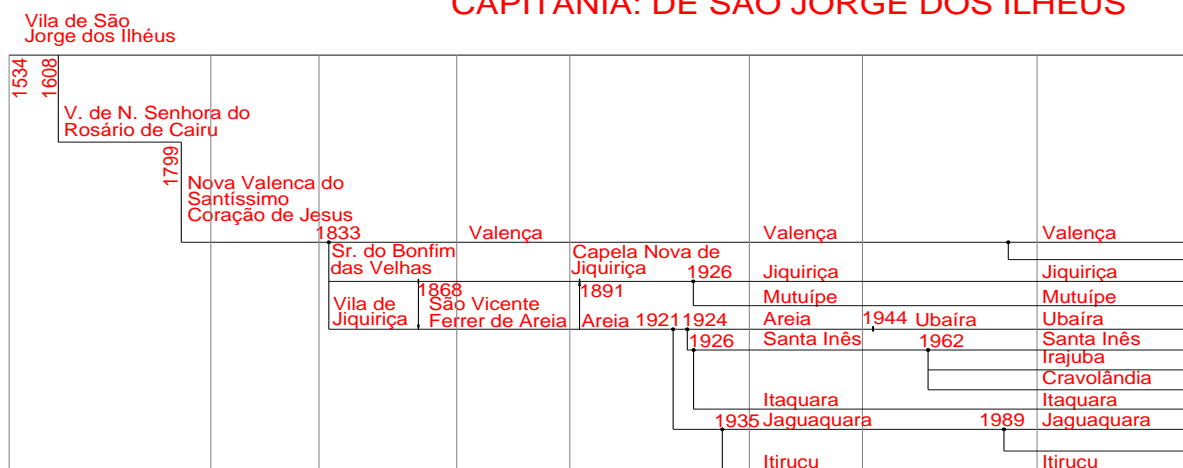 CAPITANIA: DE SÃO JORGE DOS ILHÉUS
Vila de São
Jorge dos Ilhéus
1534
1608
V. de N. Senhora do
Rosário de Cairu
1799
Nova Valenca do
Santíssimo
Coração de Jesus
1833
Valença
Valença
Valença
Sr. do Bonfim
das Velhas
Capela Nova de
Jiquiriça
1926
Jiquiriça
Jiquiriça
1868
1891
Mutuípe
Mutuípe
Vila de
Jiquiriça
São Vicente
Ferrer de Areia
Areia
1921
1924
Areia
1944
Ubaíra
Ubaíra
1926
Santa Inês
1962
Santa Inês
Irajuba
Cravolândia
Itaquara
Itaquara
1935
Jaguaquara
1989
Jaguaquara
Itiruçu
Itiruçu